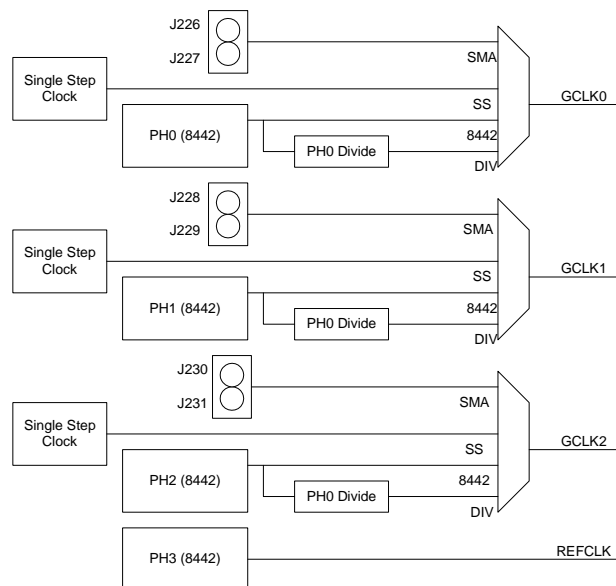 J226
J227
SMA
Single Step
Clock
SS
GCLK0
PH0 (8442)
8442
PH0 Divide
DIV
J228
J229
SMA
Single Step
Clock
SS
GCLK1
PH1 (8442)
8442
PH0 Divide
DIV
J230
J231
SMA
Single Step
Clock
SS
GCLK2
PH2 (8442)
8442
PH0 Divide
DIV
PH3 (8442)
REFCLK